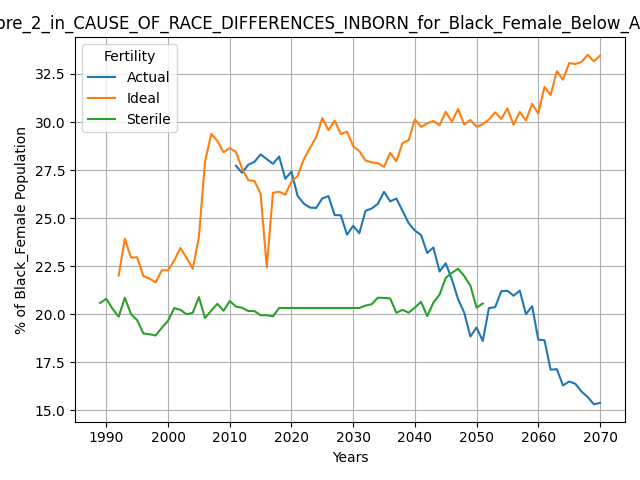 ore_2_in_CAUSE_OF_RACE_DIFFERENCES_INBORN_for_Black_Female_Below_A
Fertility
Actual
Ideal
Sterile
% of Black_Female Population
32.5
30.0
27.5
25.0
22.5
20.0
17.5
15.0
1990 2000 2010 2020 2030 2040 2050 2060 2070
Years